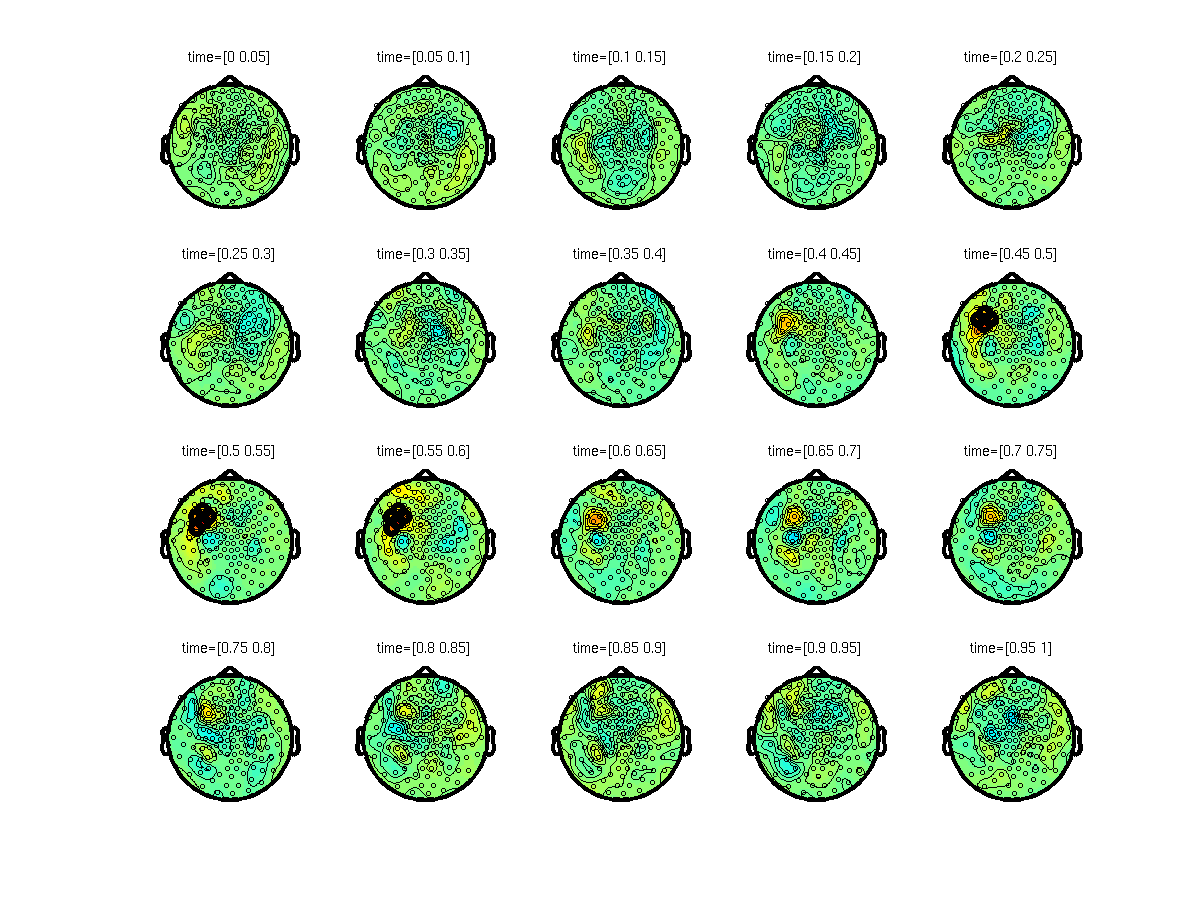 time=[0 0.05]
time=[0.05 0.1]
time=[0.1 0.15]
time=[0.15 0.2]
time=[0.2 0.25]
time=[0.25 0.3]
time=[0.3 0.35]
time=[0.35 0.4]
time=[0.4 0.45]
time=[0.45 0.5]
time=[0.5 0.55]
time=[0.55 0.6]
time=[0.6 0.65]
time=[0.65 0.7]
time=[0.7 0.75]
time=[0.75 0.8]
time=[0.8 0.85]
time=[0.85 0.9]
time=[0.9 0.95]
time=[0.95 1]